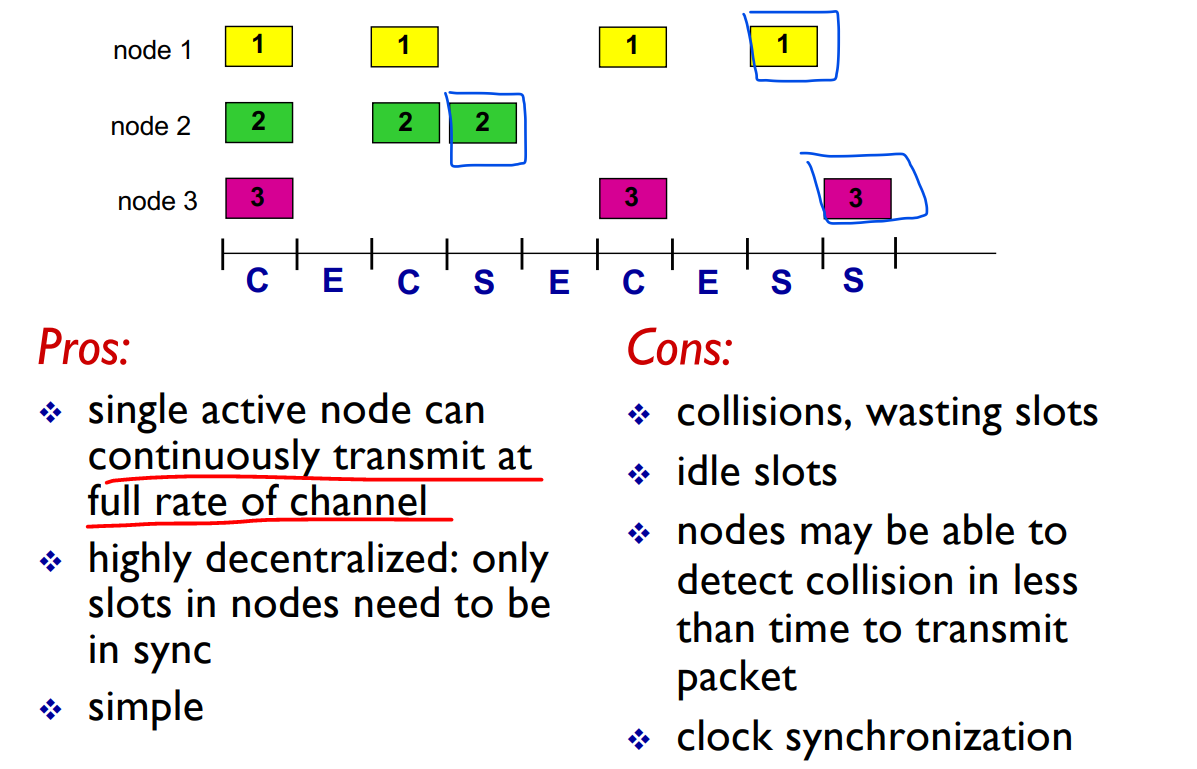 node 1 1 1 1 1
node 2 2 2 2
node 3 3 3 3
C E C S E C E S S
Pros:
single active node can
continuously transmit at
full rate of channel
highly decentralized: only
slots in nodes need to be
in sync
simple
Cons:
collisions, wasting slots
idle slots
nodes may be able to
detect collision in less
than time to transmit
packet
clock synchronization